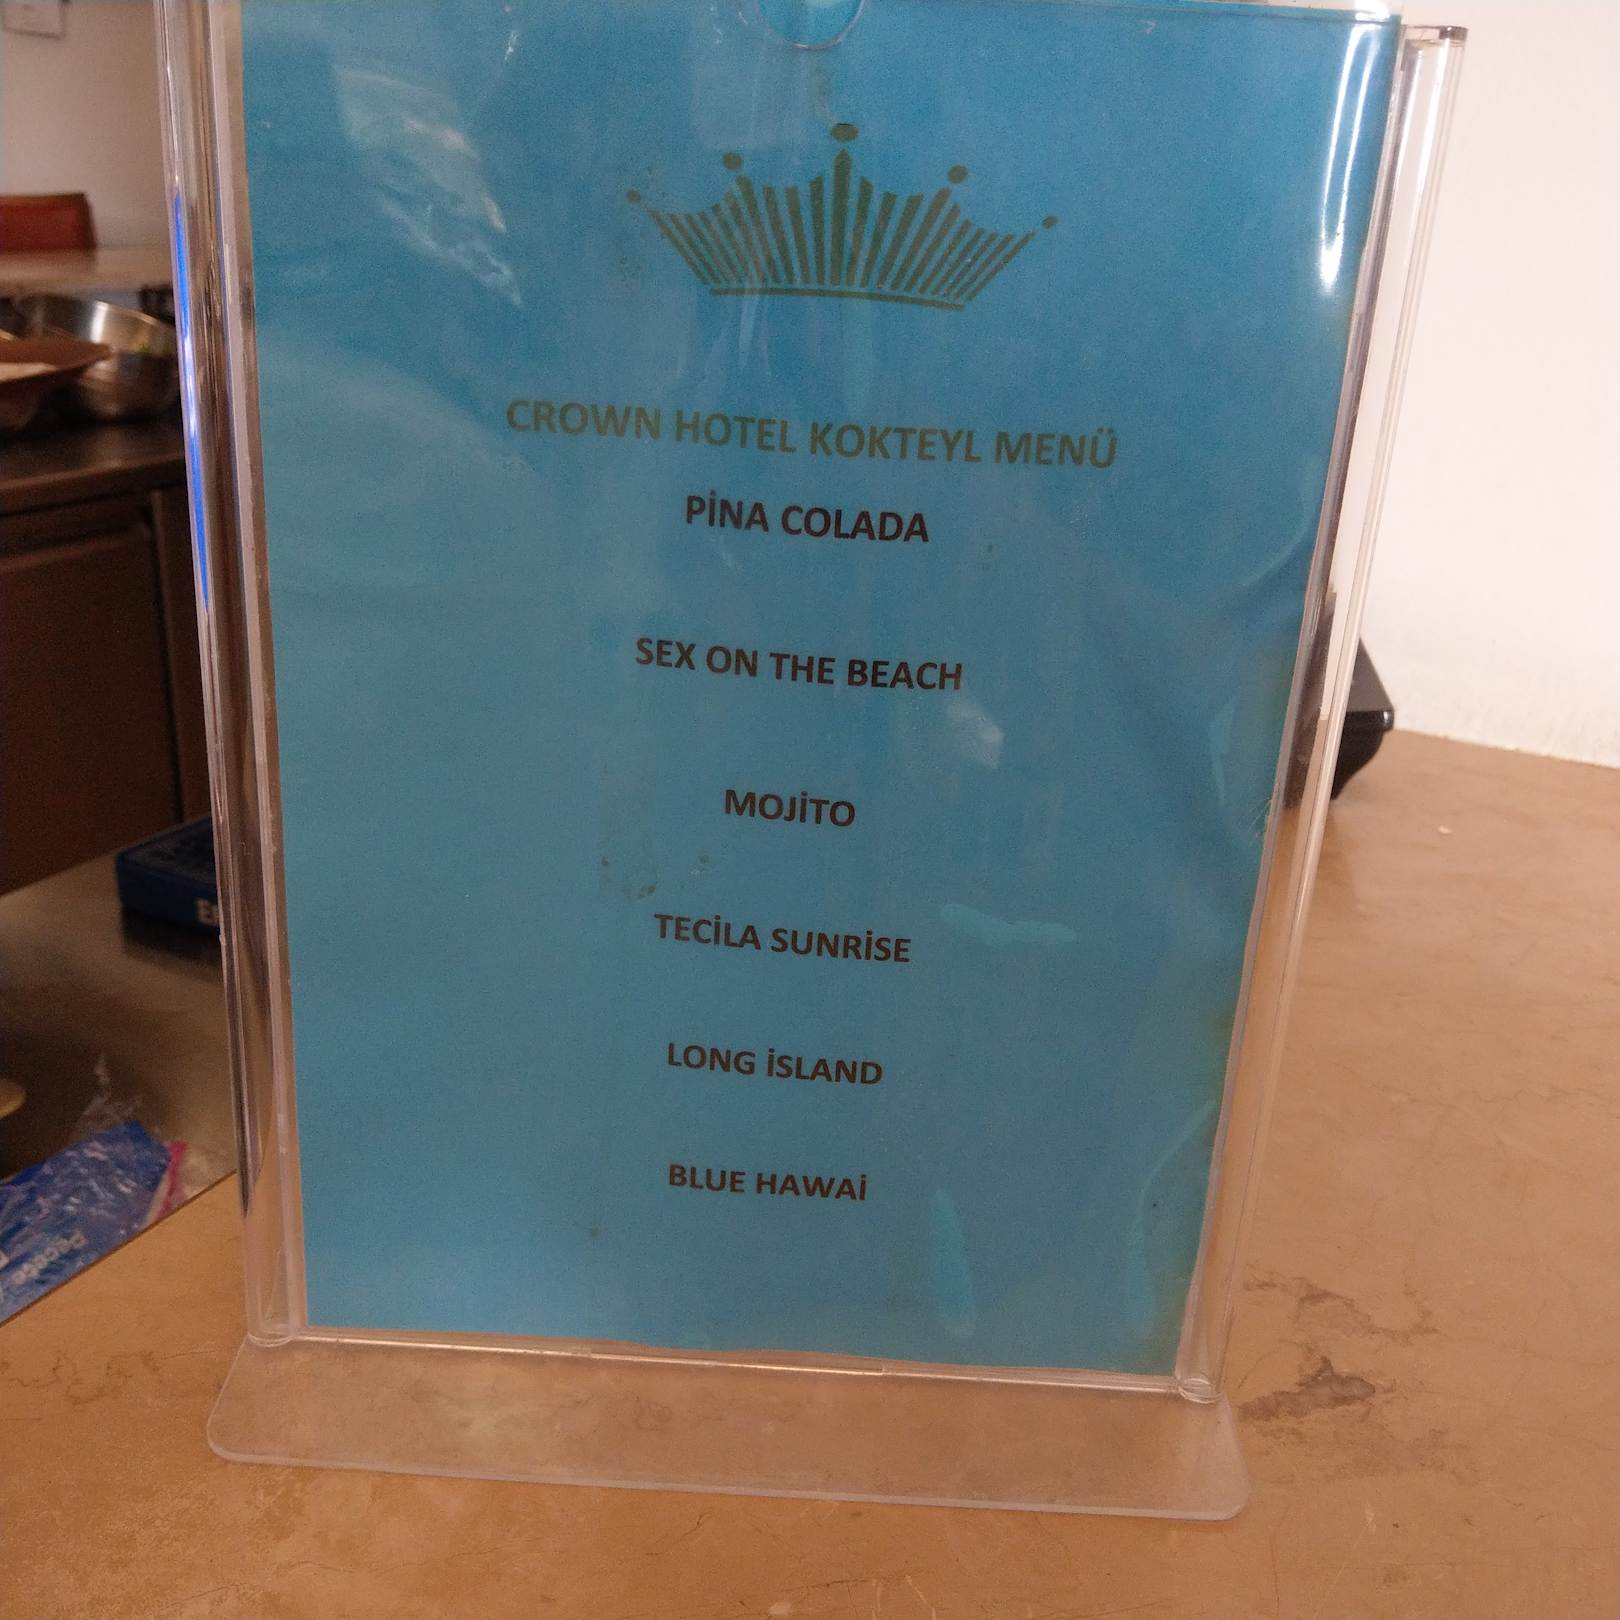 CROWN HOTEL KOKTEYL MENÜ
PİNA COLADA
SEX ON THE BEACH
MOJİTO
TECİLA SUNRİSE
LONG İSLAND
BLUE HAWAİ